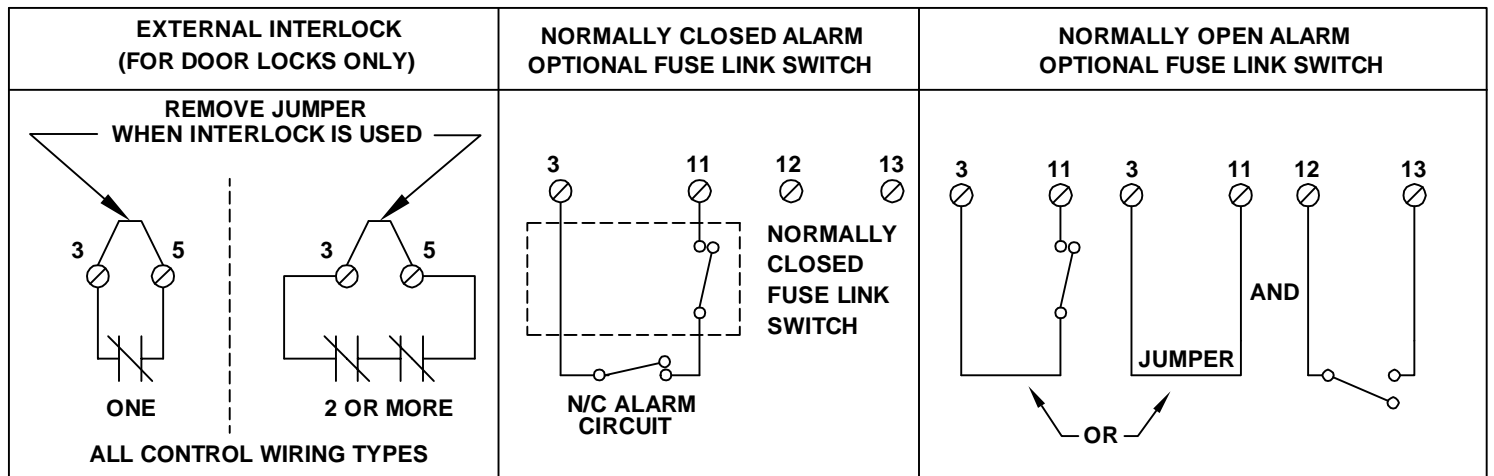 EXTERNAL INTERLOCK
(FOR DOOR LOCKS ONLY)
REMOVE JUMPER
WHEN INTERLOCK IS USED
3 5
3 5
ONE
2 OR MORE
ALL CONTROL WIRING TYPES
NORMALLY CLOSED ALARM
OPTIONAL FUSE LINK SWITCH
3 11 12 13
NORMALLY
CLOSED
FUSE LINK
SWITCH
N/C ALARM
CIRCUIT
NORMALLY OPEN ALARM
OPTIONAL FUSE LINK SWITCH
3 11 3 11 12 13
AND
JUMPER
OR